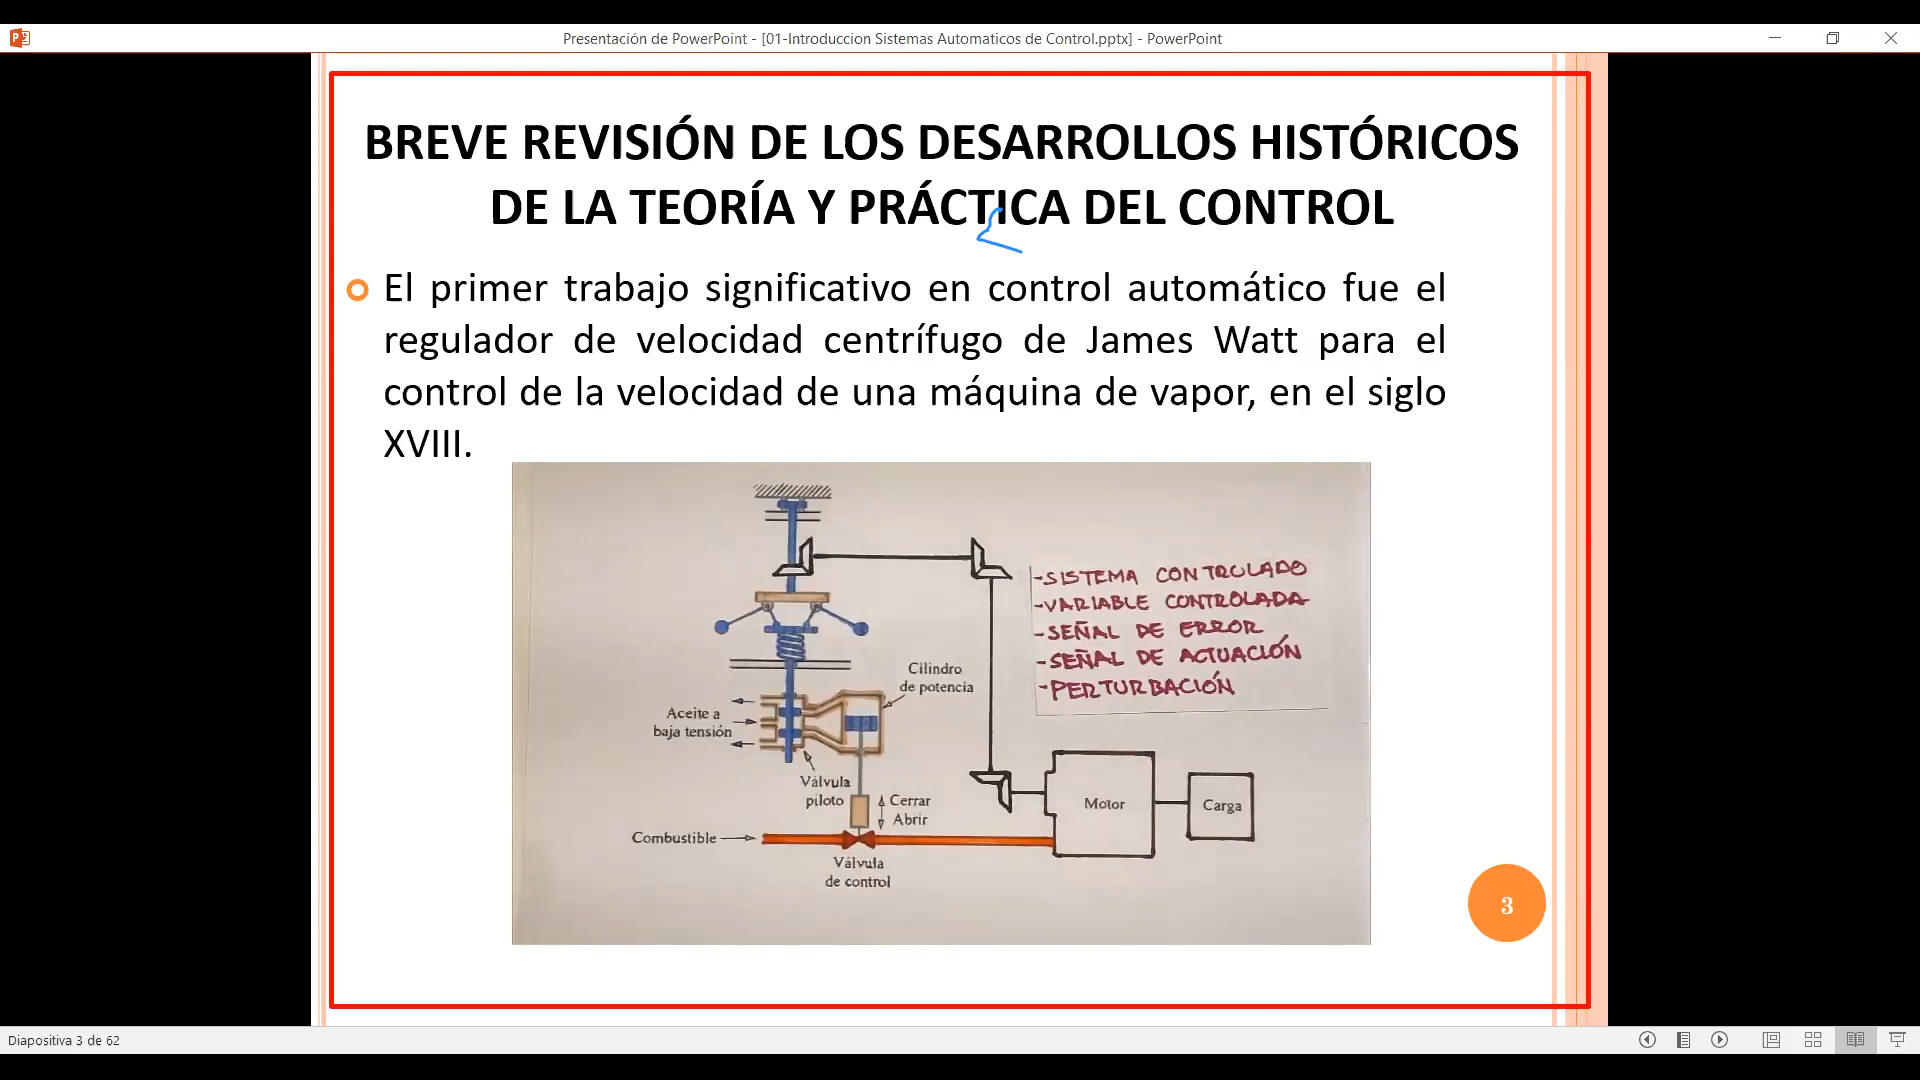 Presentación de PowerPoint - [01-Introduccion Sistemas Automaticos de Control.pptx] - PowerPoint
BREVE REVISIÓN DE LOS DESARROLLOS HISTÓRICOS
DE LA TEORÍA Y PRÁCTICA DEL CONTROL
El primer trabajo significativo en control automático fue el
regulador de velocidad centrífugo de James Watt para el
control de la velocidad de una máquina de vapor, en el siglo
XVIII.
-SISTEMA CONTROLADO
-VARIABLE CONTROLADA
-SEÑAL DE ERROR
-SEÑAL DE ACTUACIÓN
-PERTURBACIÓN
Cilindro
de potencia
Aceite a
baja tensión
Válvula
piloto
Cerrar
Abrir
Motor
Carga
Combustible
Válvula
de control
3
Diapositiva 3 de 62